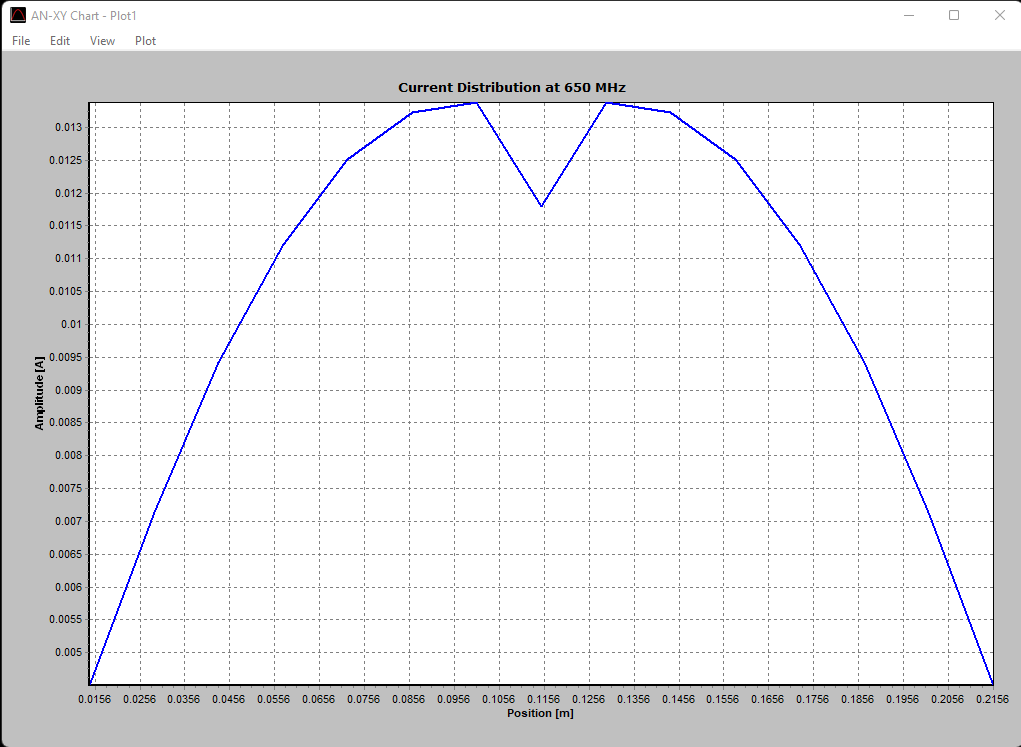 AN-XY Chart - Plot1
File Edit View Plot
Current Distribution at 650 MHz
0.013
0.0125
0.012
0.0115
0.011
0.0105
0.01
0.0095
0.009
0.0085
0.008
0.0075
0.007
0.0065
0.006
0.0055
0.005
Amplitude [A]
0.0156 0.0256 0.0356 0.0456 0.0556 0.0656 0.0756 0.0856 0.0956 0.1056 0.1156 0.1256 0.1356 0.1456 0.1556 0.1656 0.1756 0.1856 0.1956 0.2056 0.2156
Position [m]